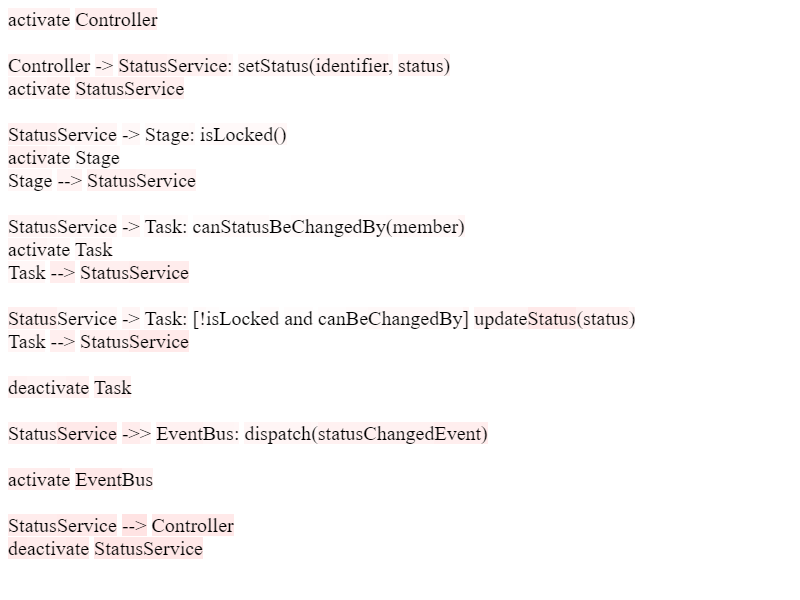 activate Controller
Controller -> StatusService: setStatus(identifier, status)
activate StatusService
StatusService -> Stage: isLocked()
activate Stage
Stage --> StatusService
StatusService -> Task: canStatusBeChangedBy(member)
activate Task
Task --> StatusService
StatusService -> Task: [!isLocked and canBeChangedBy] updateStatus(status)
Task --> StatusService
deactivate Task
StatusService ->> EventBus: dispatch(statusChangedEvent)
activate EventBus
StatusService --> Controller
deactivate StatusService